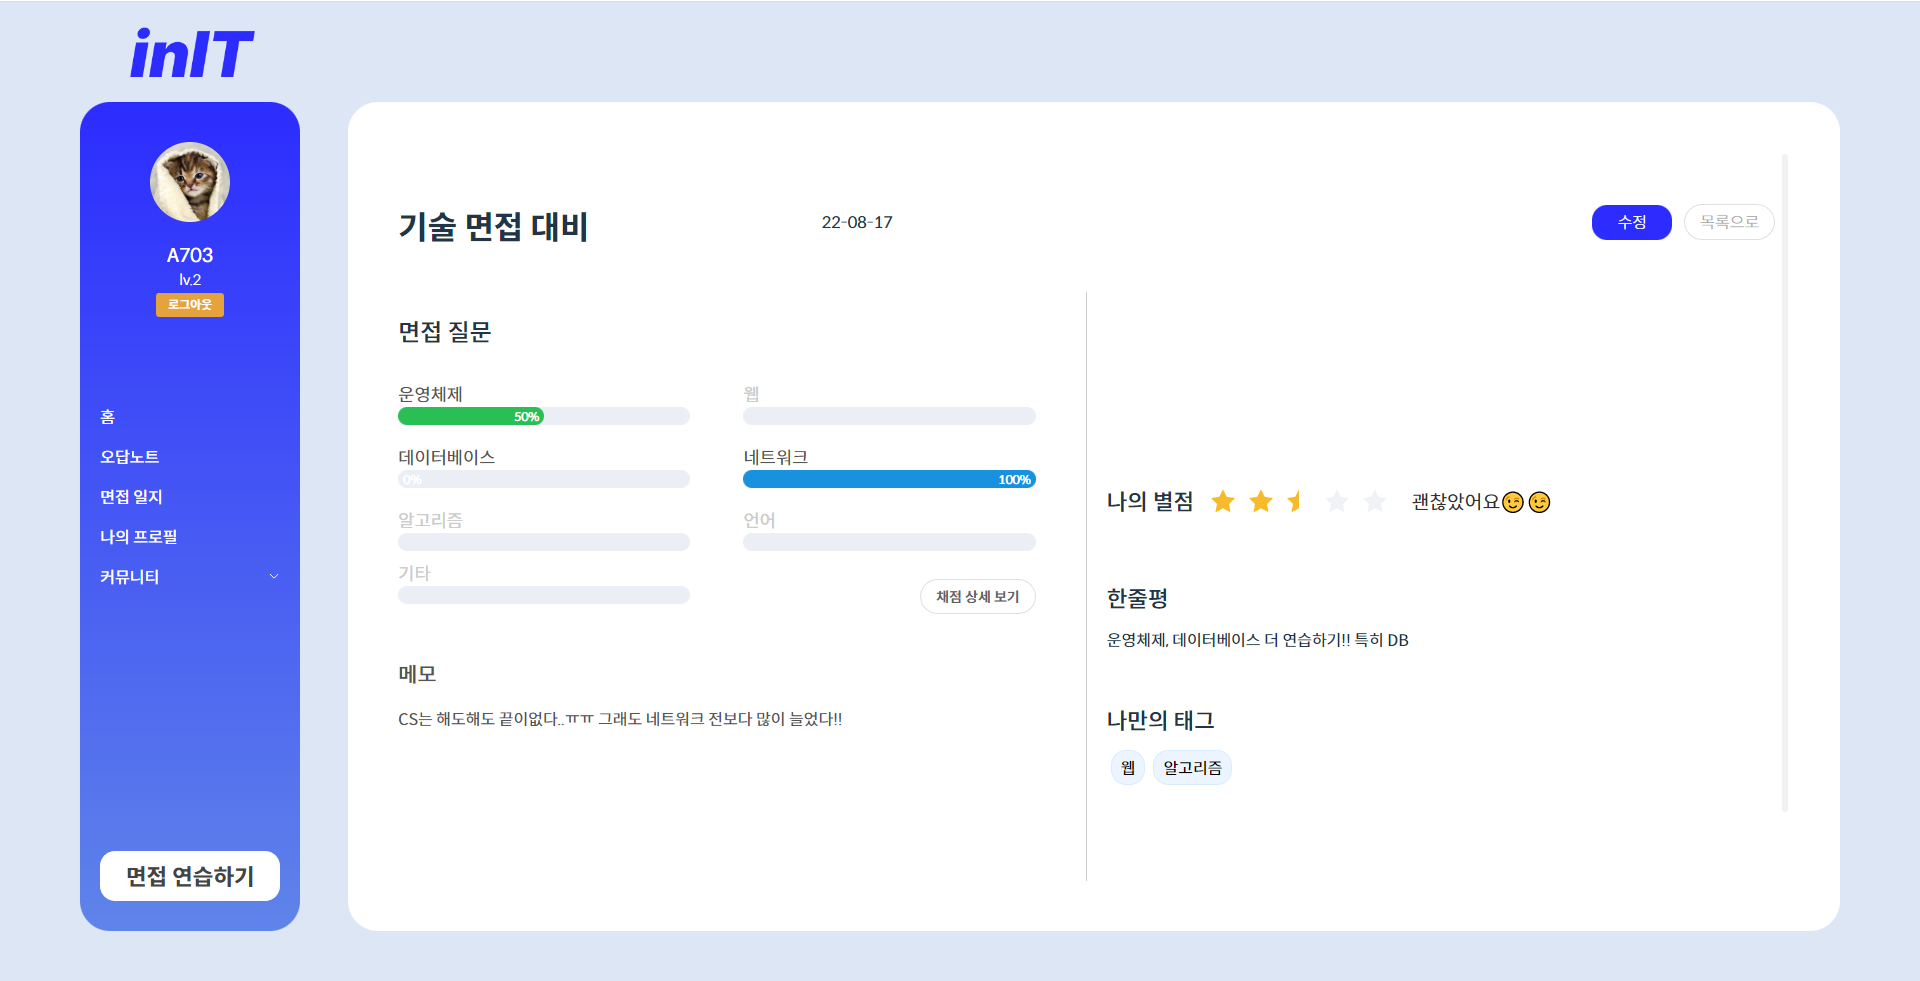 inIT
A703
lv.2
로그아웃
홈
오답노트
면접 일지
나의 프로필
커뮤니티
면접 연습하기
기술 면접 대비
22-08-17
수정
목록으로
면접 질문
운영체제
50%
웹
데이터베이스
0%
네트워크
100%
알고리즘
언어
기타
채점 상세 보기
메모
CS는 해도해도 끝이없다..ㅠㅠ 그래도 네트워크 전보다 많이 늘었다!!
나의 별점
괜찮았어요😉😉
한줄평
운영체제, 데이터베이스 더 연습하기!! 특히 DB
나만의 태그
웹
알고리즘